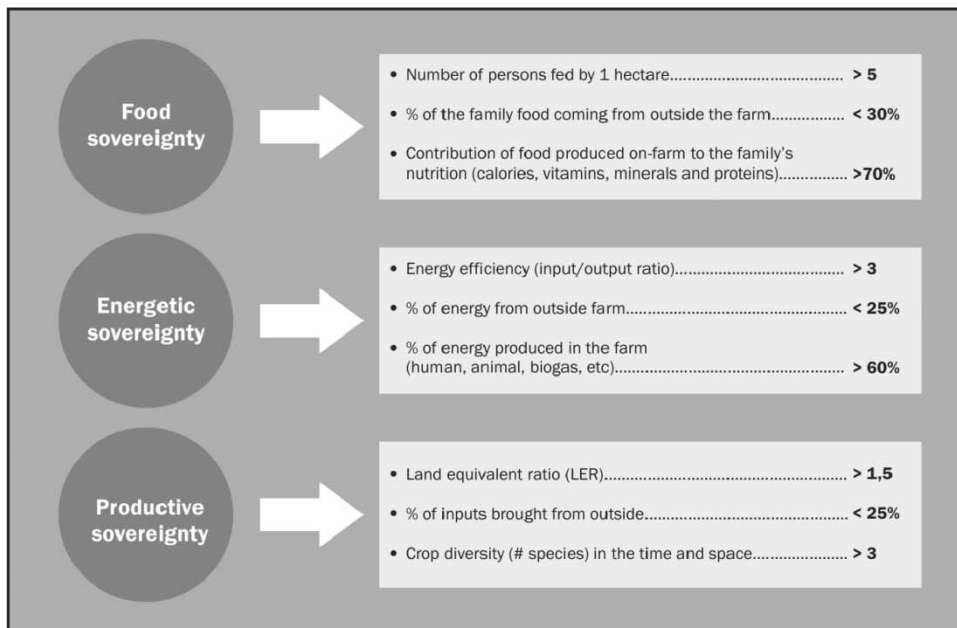 Food
sovereignty
• Number of persons fed by 1 hectare............................................ > 5
• % of the family food coming from outside the farm.................. < 30%
• Contribution of food produced on-farm to the family's
nutrition (calories, vitamins, minerals and proteins)................ >70%
Energetic
sovereignty
• Energy efficiency (input/output ratio)........................................... > 3
• % of energy from outside farm...................................................... < 25%
• % of energy produced in the farm
(human, animal, biogas, etc)......................................................... > 60%
Productive
sovereignty
• Land equivalent ratio (LER)............................................................ > 1,5
• % of inputs brought from outside.................................................. < 25%
• Crop diversity (# species) in the time and space....................... > 3